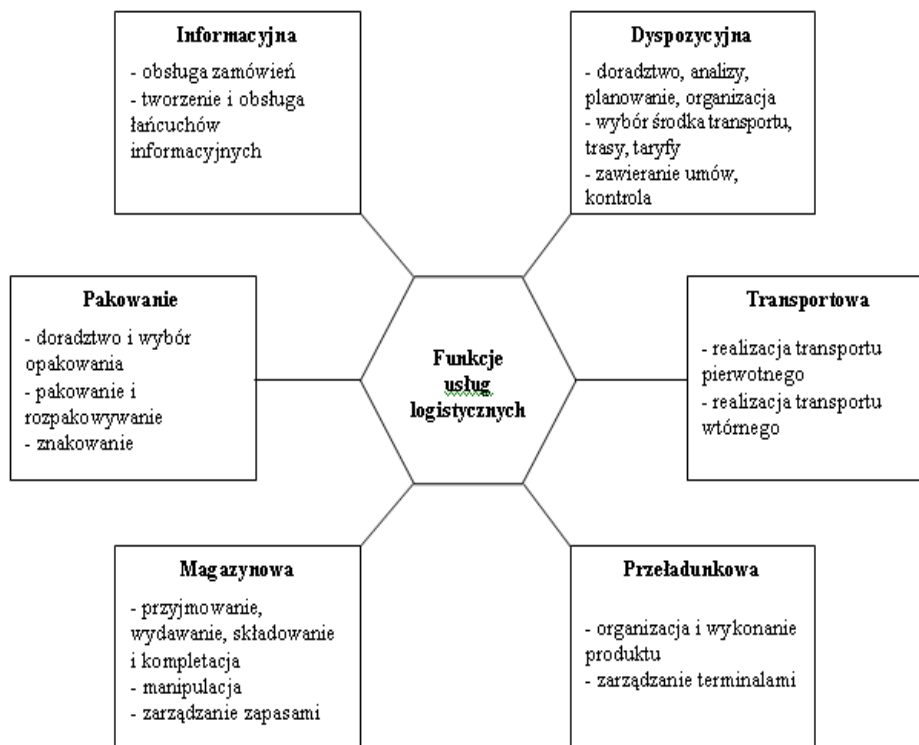 Informacyjna
- obsługa zamówień
- tworzenie i obsługa
łańcuchów
informacyjnych
Dyspozycyjna
- doradztwo, analizy,
planowanie, organizacja
- wybór środka transportu,
trasy, taryfy
- zawieranie umów,
kontrola
Pakowanie
- doradztwo i wybór
opakowania
- pakowanie i
rozpakowywanie
- znakowanie
Funkcje
usług
logistycznych
Transportowa
- realizacja transportu
pierwotnego
- realizacja transportu
wtórnego
Magazynowa
- przyjmowanie,
wydawanie, składowanie
i kompletacja
- manipulacja
- zarządzanie zapasami
Przeładunkowa
- organizacja i wykonanie
produktu
- zarządzanie terminalami